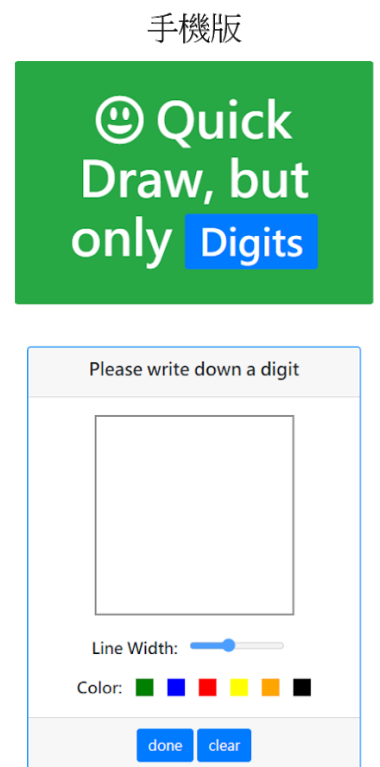 手機版
Quick
Draw, but
only Digits
Please write down a digit
Line Width:
Color:
done clear